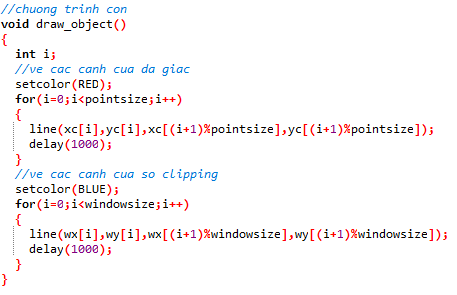 //chuong trinh con
void draw_object()
{
  int i;
  //ve cac canh cua da giac
  setcolor(RED);
  for(i=0;i<pointsize;i++)
  {
    line(xc[i],yc[i],xc[(i+1)%pointsize],yc[(i+1)%pointsize]);
    delay(1000);
  }
  //ve cac canh cua so clipping
  setcolor(BLUE);
  for(i=0;i<windowsize;i++)
  {
    line(wx[i],wy[i],wx[(i+1)%windowsize],wy[(i+1)%windowsize]);
    delay(1000);
  }
}